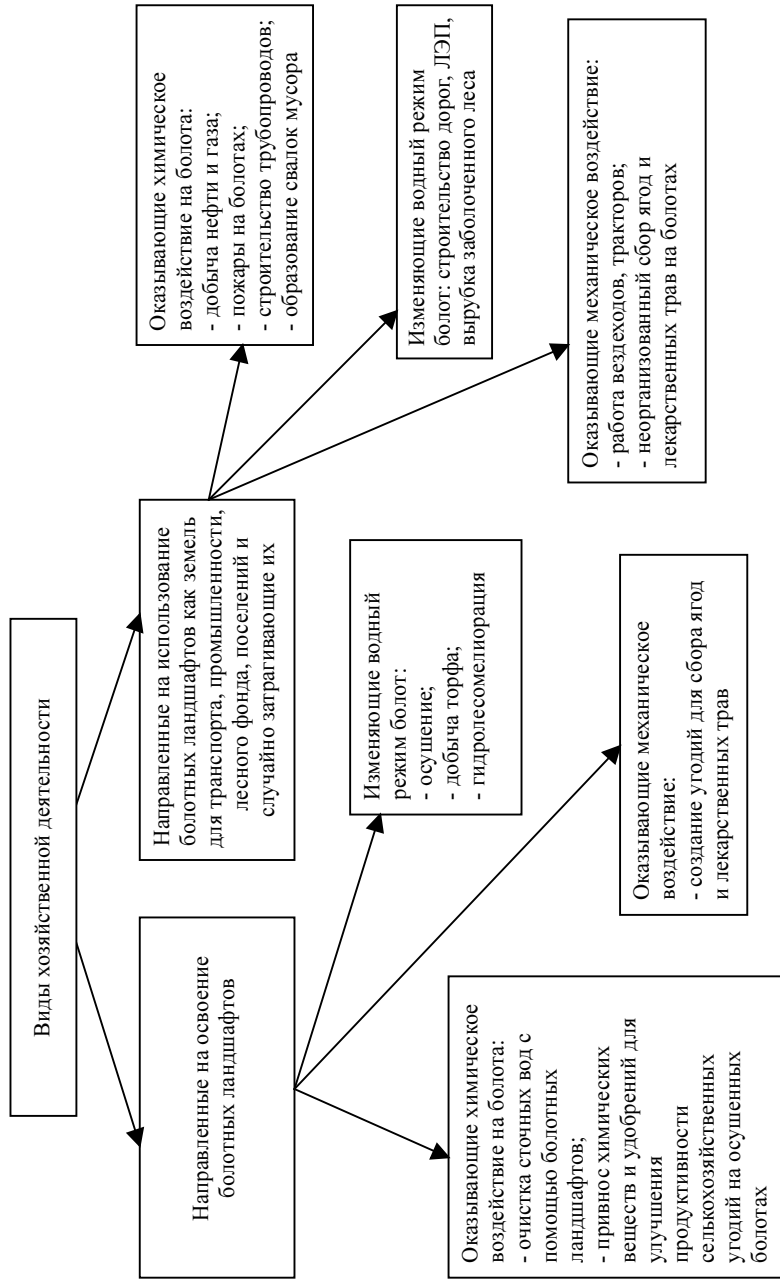 Виды хозяйственной деятельности
Направленные на освоение
болотных ландшафтов
Направленные на использование
болотных ландшафтов как земель
для транспорта, промышленности,
лесного фонда, поселений и
случайно затрагивающие их
Оказывающие химическое
воздействие на болота:
- очистка сточных вод с
помощью болотных
ландшафтов;
- привнос химических
веществ и удобрений для
улучшения
продуктивности
сельскохозяйственных
угодий на осушенных
болотах
Оказывающие механическое
воздействие:
- создание угодий для сбора ягод
и лекарственных трав
Изменяющие водный
режим болот:
- осушение;
- добыча торфа;
- гидролесомелиорация
Оказывающие химическое
воздействие на болота:
- добыча нефти и газа;
- пожары на болотах;
- строительство трубопроводов;
- образование свалок мусора
Изменяющие водный режим
болот: строительство дорог, ЛЭП,
вырубка заболоченного леса
Оказывающие механическое воздействие:
- работа вездеходов, тракторов;
- неорганизованный сбор ягод и
лекарственных трав на болотах